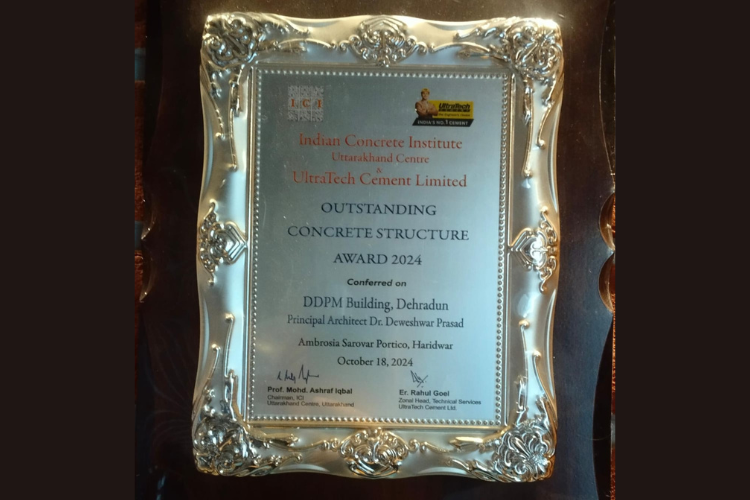 ICI
UltraTech
INDIA'S NO.1 CEMENT
Indian Concrete Institute
Uttarakhand Centre
&
UltraTech Cement Limited
OUTSTANDING
CONCRETE STRUCTURE
AWARD 2024
Conferred on
DDPM Building, Dehradun
Principal Architect Dr. Deweshwar Prasad
Ambrosia Sarovar Portico, Haridwar
October 18, 2024
Prof. Mohd. Ashraf Iqbal
Chairman, ICI
Uttarakhand Centre, Uttarakhand
Er. Rahul Goel
Zonal Head, Technical Services
UltraTech Cement Ltd.